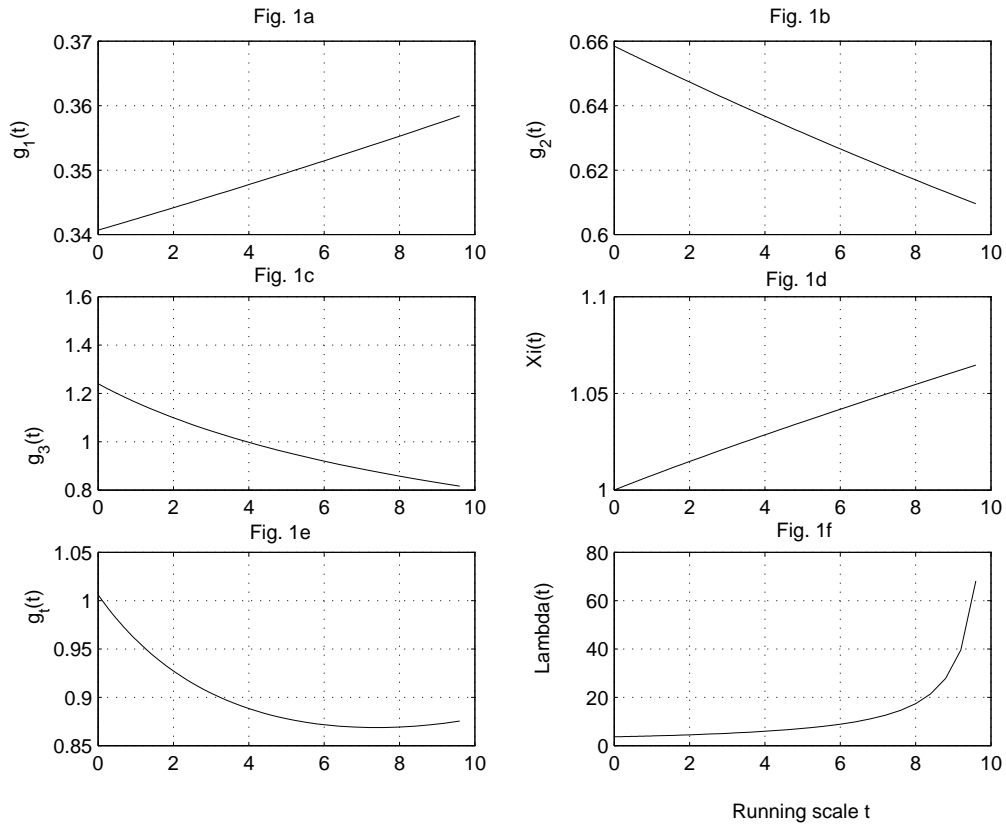 Fig. 1a
0.37
0.36
0.35
0.34
g_1(t)
0 2 4 6 8 10
Fig. 1b
0.66
0.64
0.62
0.6
g_2(t)
0 2 4 6 8 10
Fig. 1c
1.6
1.4
1.2
1
0.8
g_3(t)
0 2 4 6 8 10
Fig. 1d
1.1
1.05
1
Xi(t)
0 2 4 6 8 10
Fig. 1e
1.05
1
0.95
0.9
0.85
g_t(t)
0 2 4 6 8 10
Fig. 1f
80
60
40
20
0
Lambda(t)
0 2 4 6 8 10
Running scale t